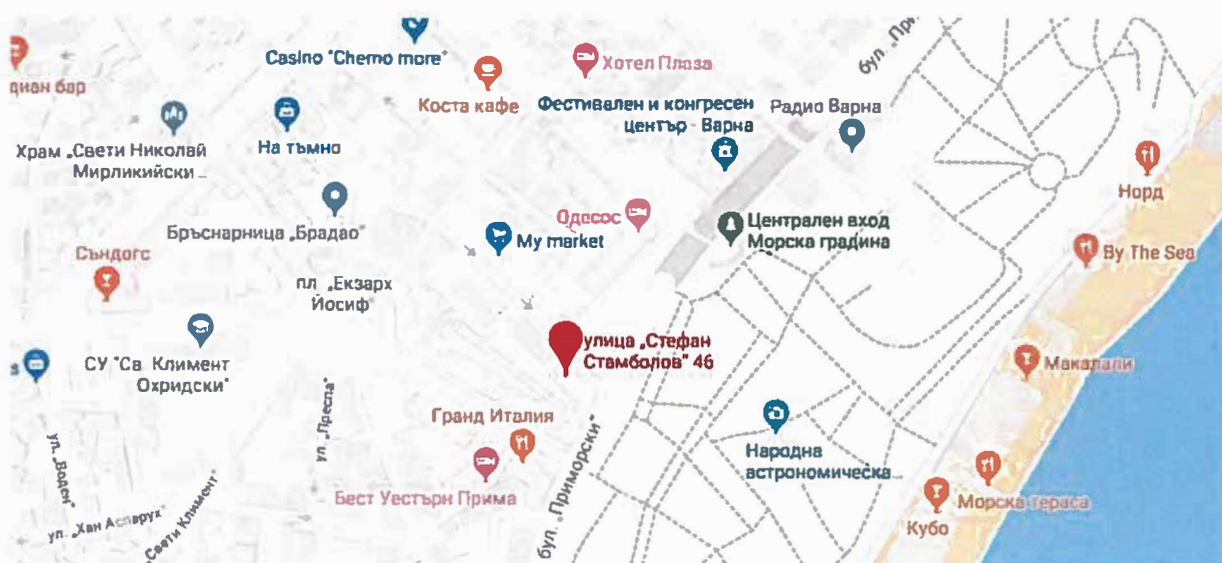 бул. „При
Casino "Cherno more"
Хотел Плаза
диан бар
Коста кафе
Фестивален и конгресен
център - Варна
Радио Варна
Храм „Свети Николай
Мирликийски ...
На тъмно
Норд
Бръснарница „Брадао"
Одесос
My market
Централен вход
Морска градина
Съндогс
By The Sea
пл. „Екзарх
Йосиф"
улица „Стефан
Стамболов" 46
s
СУ "Св. Климент
Охридски"
Макалали
ул. „Преспа"
Гранд Италия
ул. „Воден"
бул. „Приморски"
Народна
астрономическа...
Бест Уестърн Прима
Морска тераса
Кубо
ул. „Хан Аспарух"
„Свети Климент"